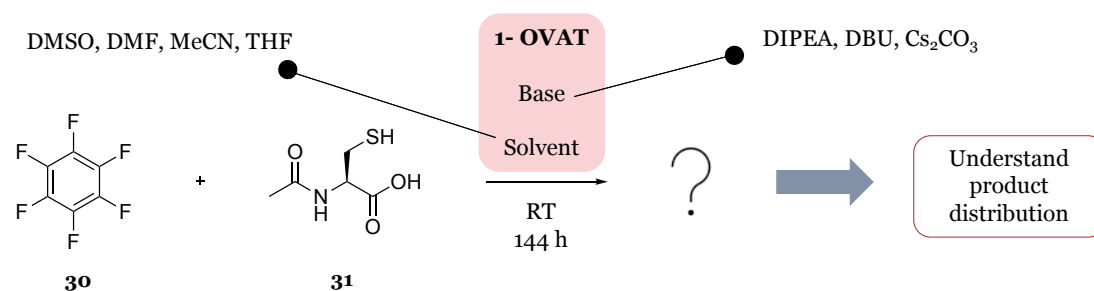 DMSO, DMF, MeCN, THF
1- OVAT
DIPEA, DBU, Cs₂CO₃
Base
Solvent
F
F
F
F
F
F
+
O
N
H
SH
OH
O
RT
144 h
?
Understand
product
distribution
30
31